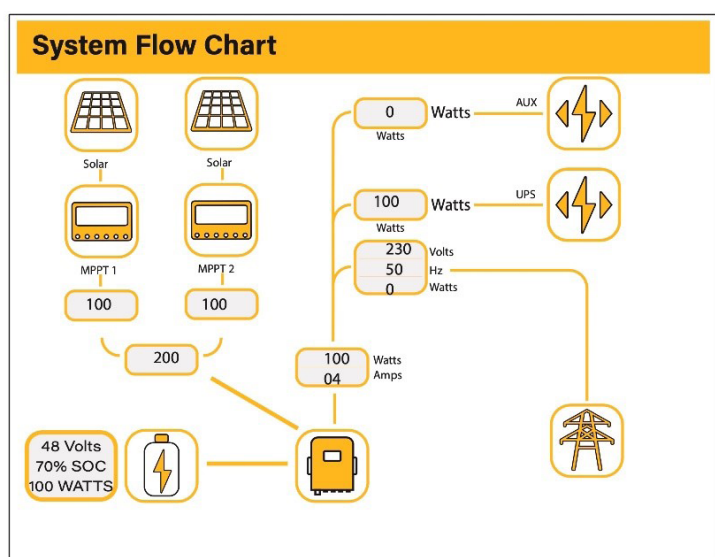 System Flow Chart
Solar
Solar
MPPT 1
MPPT 2
100
100
200
0 Watts
Watts
AUX
100 Watts
Watts
UPS
230 Volts
50 Hz
0 Watts
100 Watts
04 Amps
48 Volts
70% SOC
100 WATTS